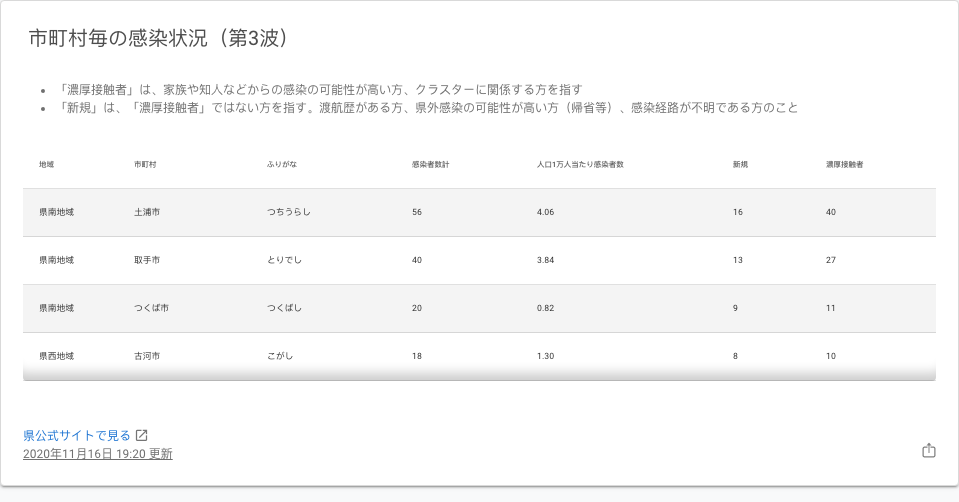 市町村毎の感染状況（第3波）
「濃厚接触者」は、家族や知人などからの感染の可能性が高い方、クラスターに関係する方を指す
「新規」は、「濃厚接触者」ではない方を指す。渡航歴がある方、県外感染の可能性が高い方（帰省等）、感染経路が不明である方のこと
地域 市町村 ふりがな 感染者数計 人口1万人当たり感染者数 新規 濃厚接触者
県南地域 土浦市 つちうらし 56 4.06 16 40
県南地域 取手市 とりでし 40 3.84 13 27
県南地域 つくば市 つくばし 20 0.82 9 11
県西地域 古河市 こがし 18 1.30 8 10
県公式サイトで見る
2020年11月16日 19:20 更新